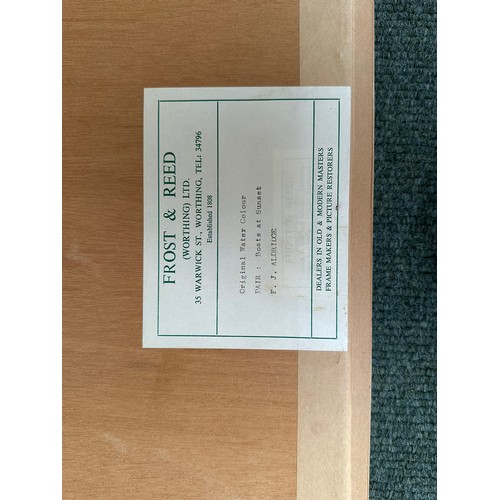 FROST & REED
(WORTHING) LTD.
35 WARWICK ST., WORTHING, TEL: 34796
Established 1908
Original Water Colour
PAIR : Boats at Sunset
F. J. ALDRIDGE
DEALERS IN OLD & MODERN MASTERS
FRAME MAKERS & PICTURE RESTORERS